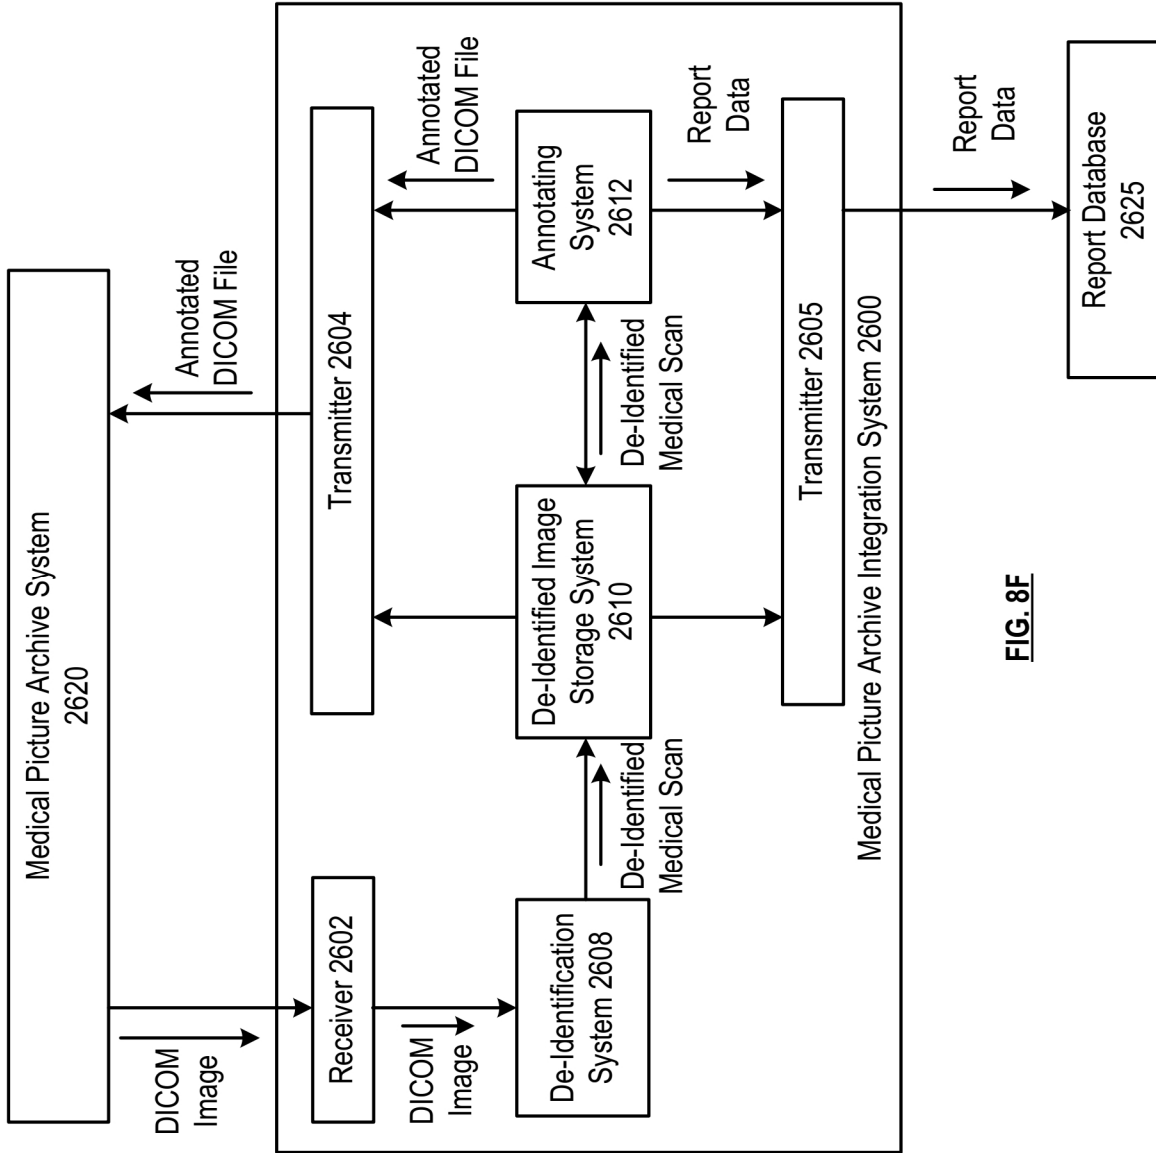 Medical Picture Archive System
2620
DICOM
Image
Annotated
DICOM File
Receiver 2602
Transmitter 2604
DICOM
Image
Annotated
DICOM File
De-Identification
System 2608
De-Identified Image
Storage System
2610
Annotating
System
2612
De-Identified
Medical Scan
De-Identified
Medical Scan
Report
Data
Transmitter 2605
Medical Picture Archive Integration System 2600
Report
Data
Report Database
2625
FIG. 8F